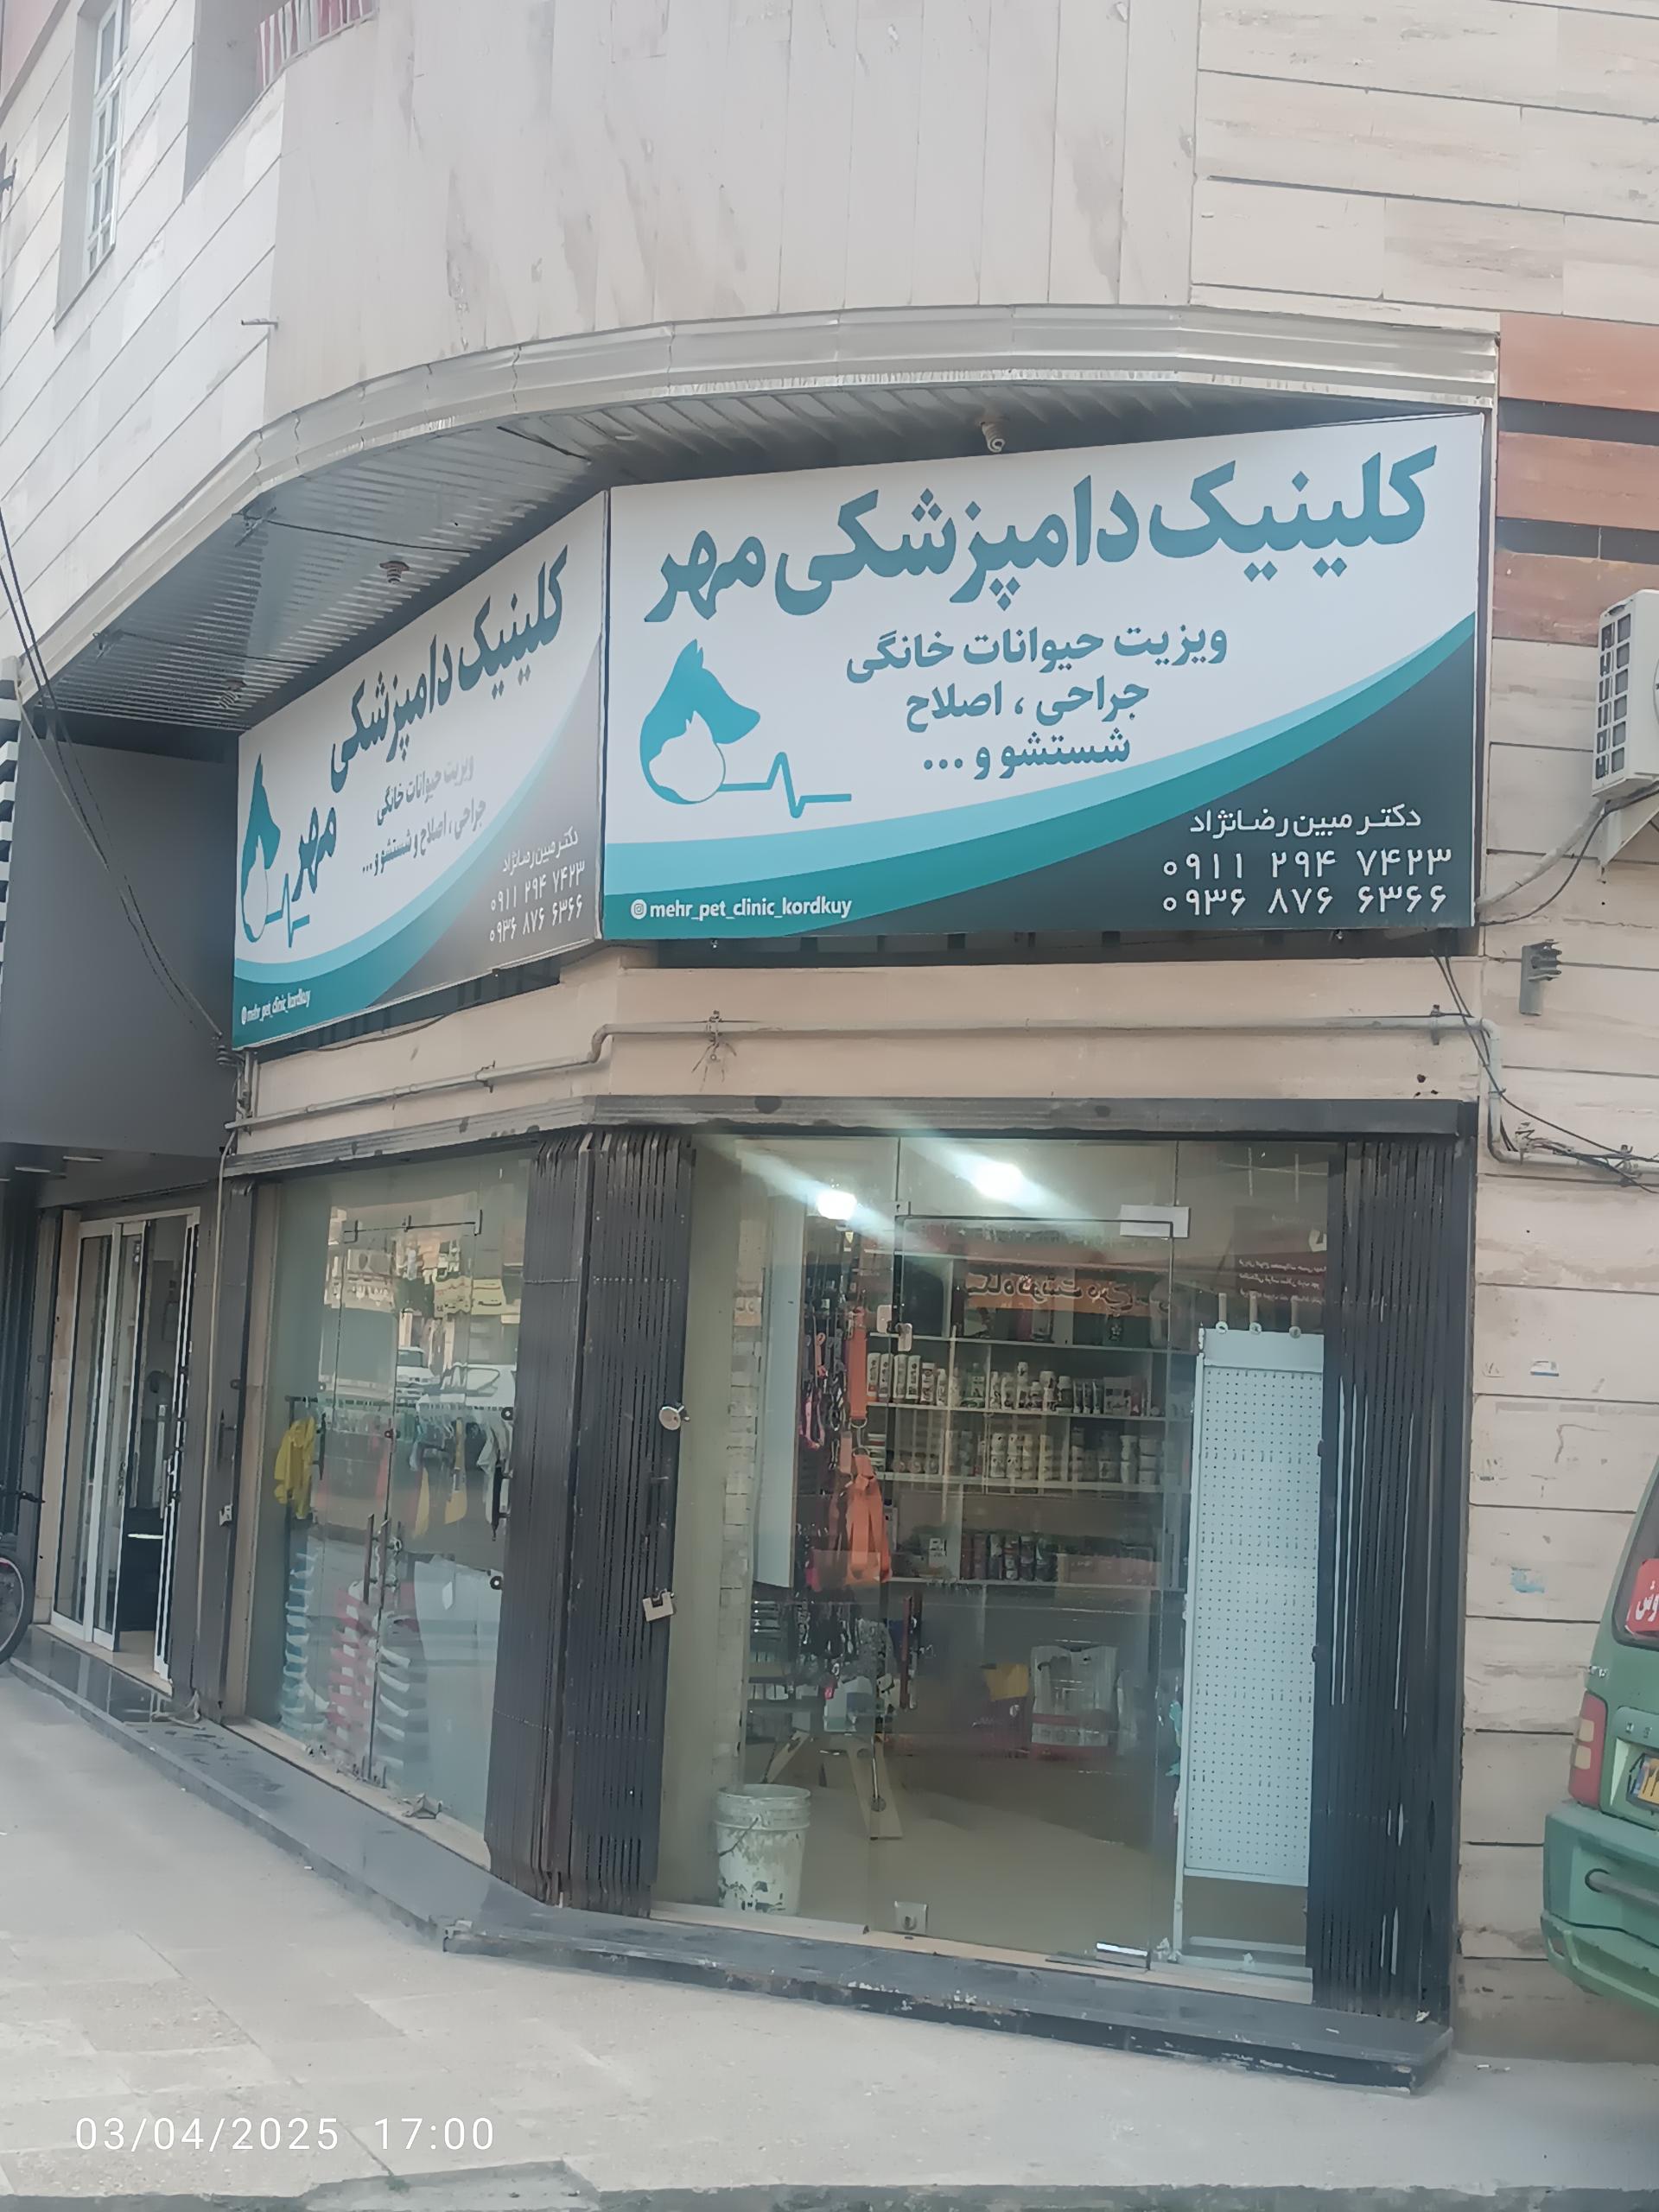 کلینیک دامپزشکی مهر
ویزیت حیوانات خانگی
جراحی ، اصلاح
شستشو و ...
دکتر مبین رضانژاد
۰۹۱۱ ۲۹۴ ۷۴۲۳
۰۹۳۶ ۸۷۶ ۶۳۶۶
mehr_pet_clinic_kordkuy
کلینیک دامپزشکی
مهر
ویزیت حیوانات خانگی
جراحی ، اصلاح و شستشو و ...
دکتر مبین رضانژاد
۰۹۱۱ ۲۹۴ ۷۴۲۳
۰۹۳۶ ۸۷۶ ۶۳۶۶
mehr_pet_clinic_kordkuy
03/04/2025 17:00